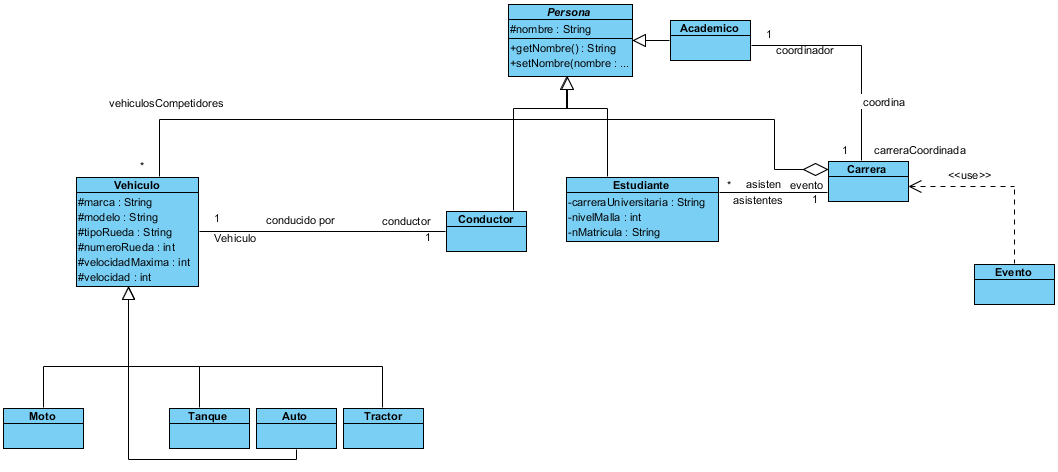 Persona
#nombre : String
+getNombre() : String
+setNombre(nombre : ...
Academico
1
coordinador
coordina
vehiculosCompetidores
*
1
carreraCoordinada
Carrera
<<use>>
Vehiculo
#marca : String
#modelo : String
#tipoRueda : String
#numeroRueda : int
#velocidadMaxima : int
#velocidad : int
1
conducido por
conductor
Vehiculo
1
Conductor
Estudiante
-carreraUniversitaria : String
-nivelMalla : int
-nMatricula : String
*
asisten
evento
asistentes
1
Evento
Moto
Tanque
Auto
Tractor